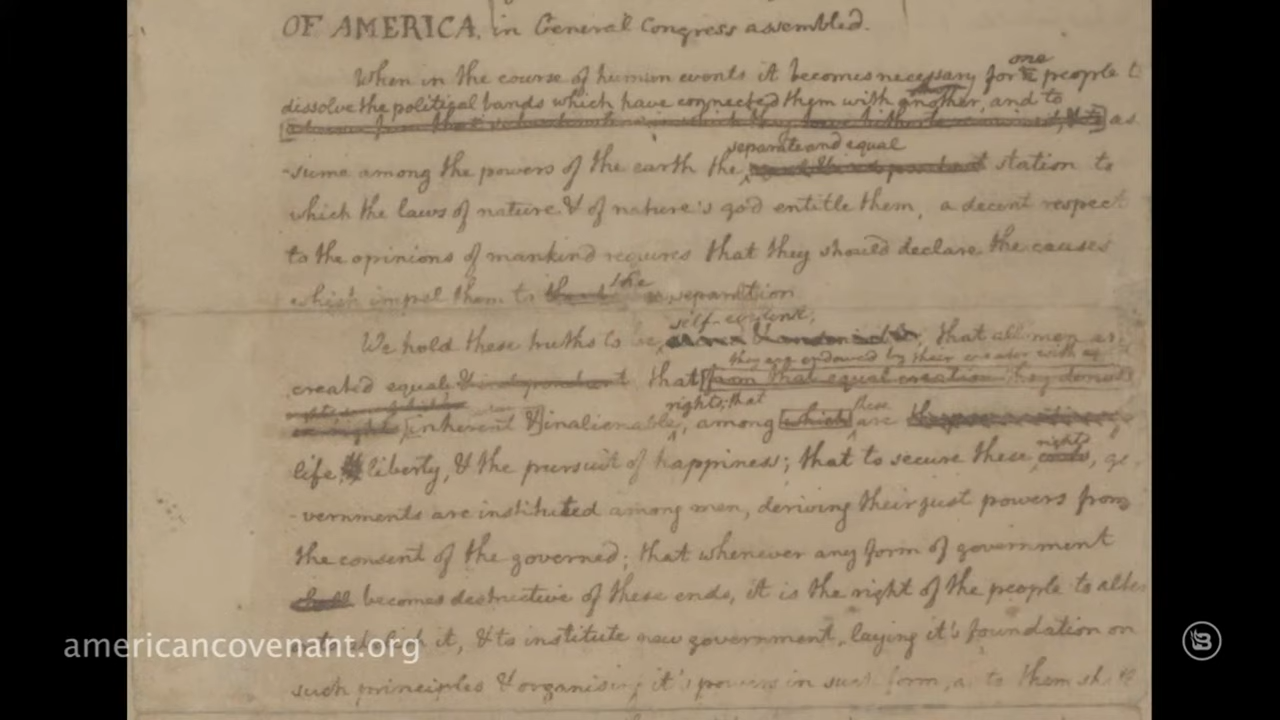 OF AMERICA, in General Congress assembled.
one
When in the course of human events it becomes necessary for people
dissolve the political bands which have connected them with another, and to
as
separate and equal
-sume among the powers of the earth the station to
which the laws of nature & of nature's god entitle them, a decent respect
to the opinions of mankind requires that they should declare the causes
the
which impel them to separation
self-evident,
We hold these truths to be that all men
they are endowed by their creator with
created equal & independent that from that equal creation they
rights; that
these
inherent & inalienable, among which are
rights
life liberty, & the pursuit of happiness; that to secure these ends,
-vernments are instituted among men, deriving their just powers from
the consent of the governed; that whenever any form of government
shall becomes destructive of these ends, it is the right of the people to alter
it, & to institute new government, laying it's foundation on
such principles & organising it's powers in such form, as to them
americancovenant.org